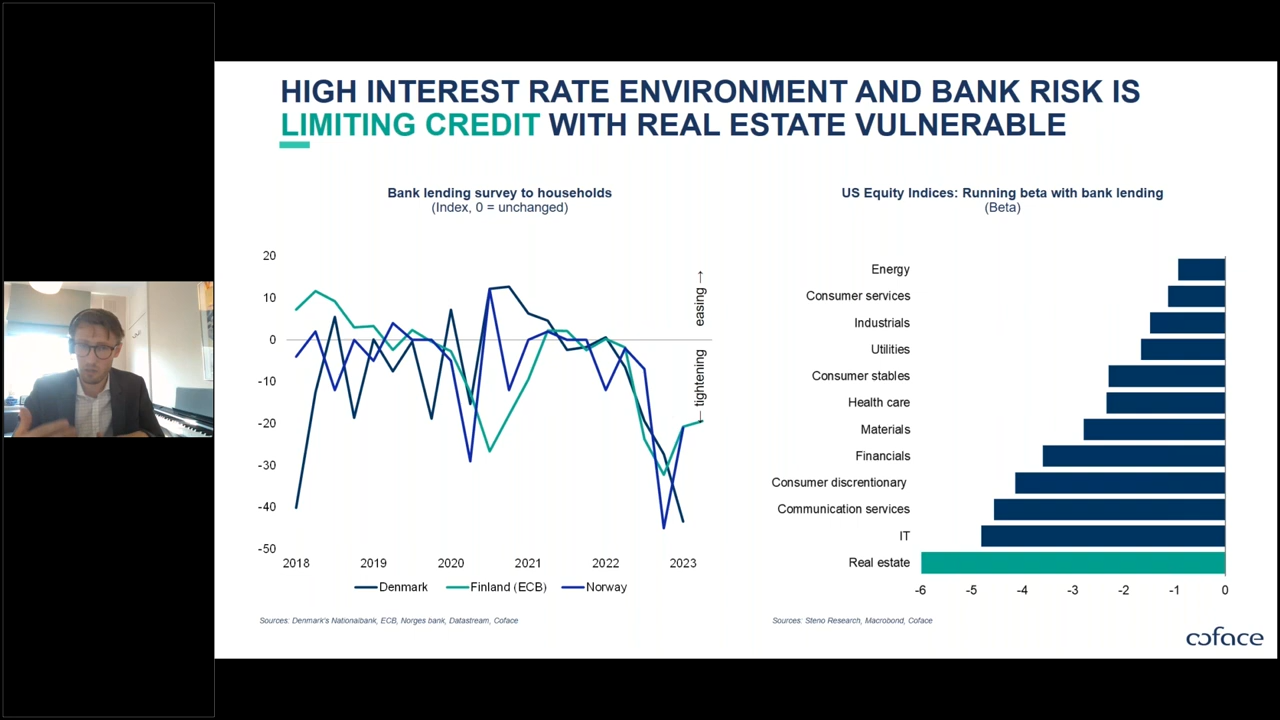 HIGH INTEREST RATE ENVIRONMENT AND BANK RISK IS
LIMITING CREDIT WITH REAL ESTATE VULNERABLE
Bank lending survey to households
(Index, 0 = unchanged)
20
10
0
-10
-20
-30
-40
-50
easing →
← tightening
2018
2019
2020
2021
2022
2023
Denmark
Finland (ECB)
Norway
Sources: Denmark's Nationalbank, ECB, Norges bank, Datastream, Coface
US Equity Indices: Running beta with bank lending
(Beta)
Energy
Consumer services
Industrials
Utilities
Consumer stables
Health care
Materials
Financials
Consumer discretionary
Communication services
IT
Real estate
-6
-5
-4
-3
-2
-1
0
Sources: Steno Research, Macrobond, Coface
coface